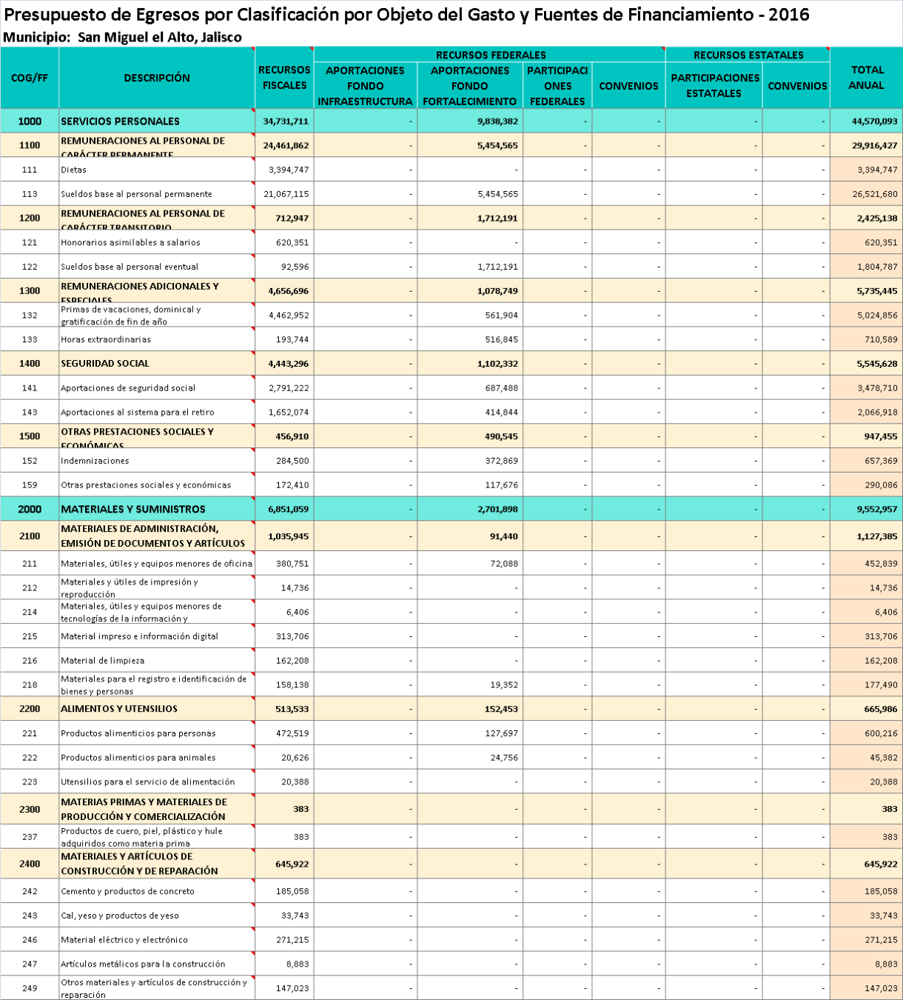 Presupuesto de Egresos por Clasificación por Objeto del Gasto y Fuentes de Financiamiento - 2016
Municipio: San Miguel el Alto, Jalisco
COG/FF DESCRIPCIÓN RECURSOS FISCALES RECURSOS FEDERALES RECURSOS ESTATALES TOTAL ANUAL
APORTACIONES FONDO INFRAESTRUCTURA APORTACIONES FONDO FORTALECIMIENTO PARTICIPACI ONES FEDERALES CONVENIOS PARTICIPACIONES ESTATALES CONVENIOS
1000 SERVICIOS PERSONALES 34,731,711 - 9,838,382 - - - - 44,570,093
1100 REMUNERACIONES AL PERSONAL DE CARÁCTER PERMANENTE 24,461,862 - 5,454,565 - - - - 29,916,427
111 Dietas 3,394,747 - - - - - - 3,394,747
113 Sueldos base al personal permanente 21,067,115 - 5,454,565 - - - - 26,521,680
1200 REMUNERACIONES AL PERSONAL DE CARÁCTER TRANSITORIO 712,947 - 1,712,191 - - - - 2,425,138
121 Honorarios asimilables a salarios 620,351 - - - - - - 620,351
122 Sueldos base al personal eventual 92,596 - 1,712,191 - - - - 1,804,787
1300 REMUNERACIONES ADICIONALES Y ESPECIALES 4,656,696 - 1,078,749 - - - - 5,735,445
132 Primas de vacaciones, dominical y gratificación de fin de año 4,462,952 - 561,904 - - - - 5,024,856
133 Horas extraordinarias 193,744 - 516,845 - - - - 710,589
1400 SEGURIDAD SOCIAL 4,443,296 - 1,102,332 - - - - 5,545,628
141 Aportaciones de seguridad social 2,791,222 - 687,488 - - - - 3,478,710
143 Aportaciones al sistema para el retiro 1,652,074 - 414,844 - - - - 2,066,918
1500 OTRAS PRESTACIONES SOCIALES Y ECONÓMICAS 456,910 - 490,545 - - - - 947,455
152 Indemnizaciones 284,500 - 372,869 - - - - 657,369
159 Otras prestaciones sociales y económicas 172,410 - 117,676 - - - - 290,086
2000 MATERIALES Y SUMINISTROS 6,851,059 - 2,701,898 - - - - 9,552,957
2100 MATERIALES DE ADMINISTRACIÓN, EMISIÓN DE DOCUMENTOS Y ARTÍCULOS 1,035,945 - 91,440 - - - - 1,127,385
211 Materiales, útiles y equipos menores de oficina 380,751 - 72,088 - - - - 452,839
212 Materiales y útiles de impresión y reproducción 14,736 - - - - - - 14,736
214 Materiales, útiles y equipos menores de tecnologías de la información y 6,406 - - - - - - 6,406
215 Material impreso e información digital 313,706 - - - - - - 313,706
216 Material de limpieza 162,208 - - - - - - 162,208
218 Materiales para el registro e identificación de bienes y personas 158,138 - 19,352 - - - - 177,490
2200 ALIMENTOS Y UTENSILIOS 513,533 - 152,453 - - - - 665,986
221 Productos alimenticios para personas 472,519 - 127,697 - - - - 600,216
222 Productos alimenticios para animales 20,626 - 24,756 - - - - 45,382
223 Utensilios para el servicio de alimentación 20,388 - - - - - - 20,388
2300 MATERIAS PRIMAS Y MATERIALES DE PRODUCCIÓN Y COMERCIALIZACIÓN 383 - - - - - - 383
237 Productos de cuero, piel, plástico y hule adquiridos como materia prima 383 - - - - - - 383
2400 MATERIALES Y ARTÍCULOS DE CONSTRUCCIÓN Y DE REPARACIÓN 645,922 - - - - - - 645,922
242 Cemento y productos de concreto 185,058 - - - - - - 185,058
243 Cal, yeso y productos de yeso 33,743 - - - - - - 33,743
246 Material eléctrico y electrónico 271,215 - - - - - - 271,215
247 Artículos metálicos para la construcción 8,883 - - - - - - 8,883
249 Otros materiales y artículos de construcción y reparación 147,023 - - - - - - 147,023